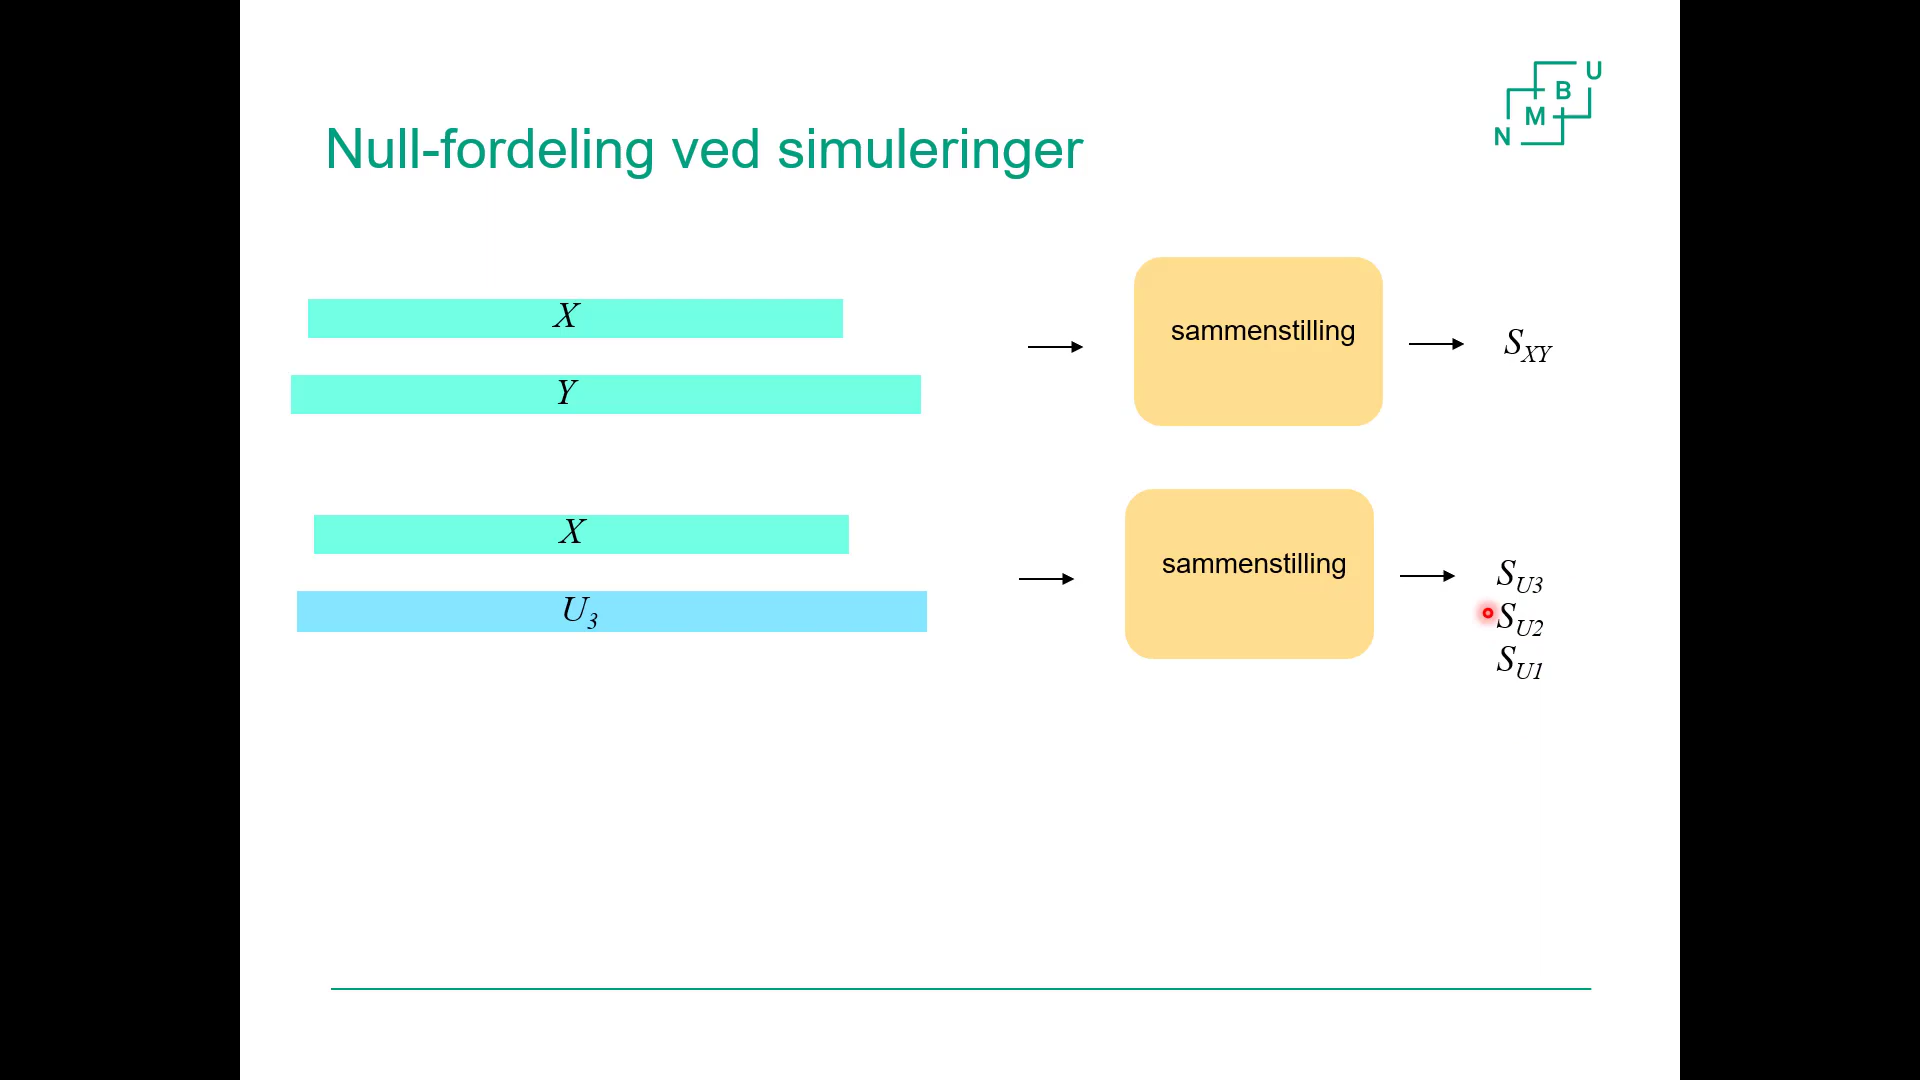 N M B U
Null-fordeling ved simuleringer
X
Y
sammenstilling
S_XY
X
U_3
sammenstilling
S_U3
S_U2
S_U1